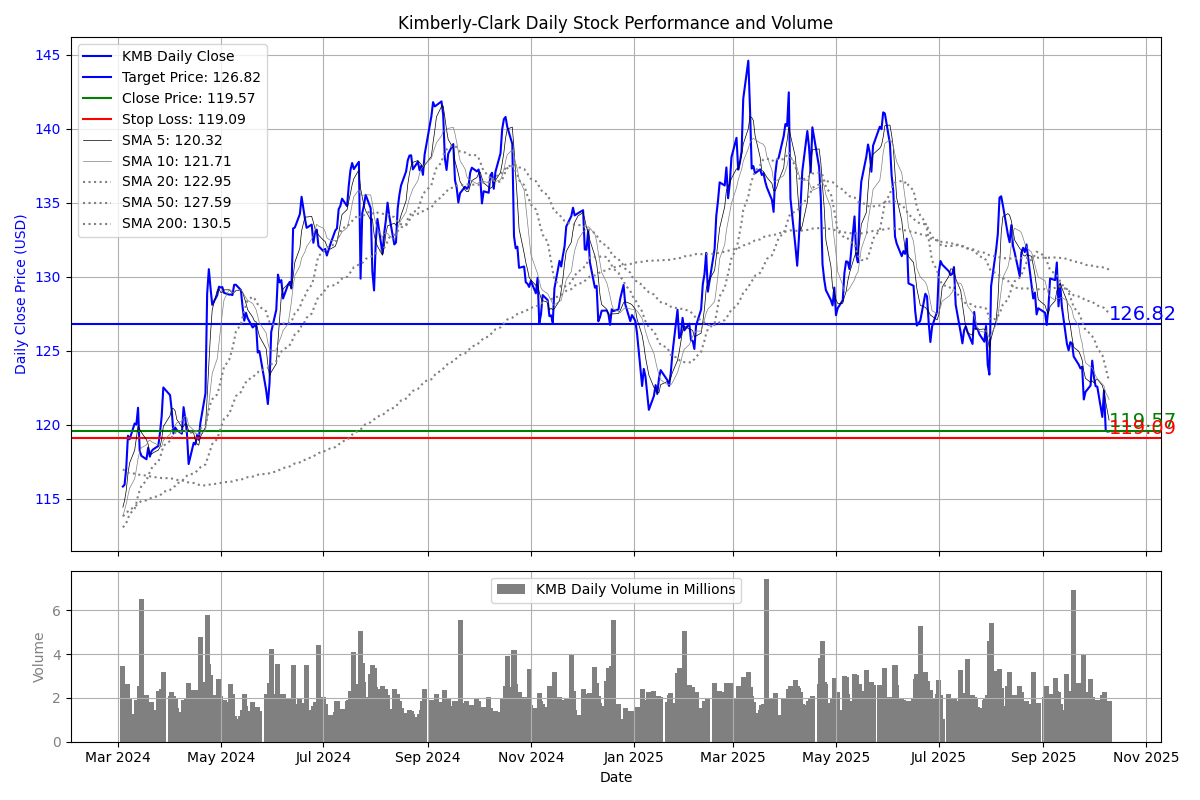 Kimberly-Clark Daily Stock Performance and Volume
KMB Daily Close
Target Price: 126.82
Close Price: 119.57
Stop Loss: 119.09
SMA 5: 120.32
SMA 10: 121.71
SMA 20: 122.95
SMA 50: 127.59
SMA 200: 130.5
Daily Close Price (USD)
145
140
135
130
125
120
115
126.82
119.57
119.09
KMB Daily Volume in Millions
Volume
6
4
2
0
Mar 2024
May 2024
Jul 2024
Sep 2024
Nov 2024
Jan 2025
Mar 2025
May 2025
Jul 2025
Sep 2025
Nov 2025
Date